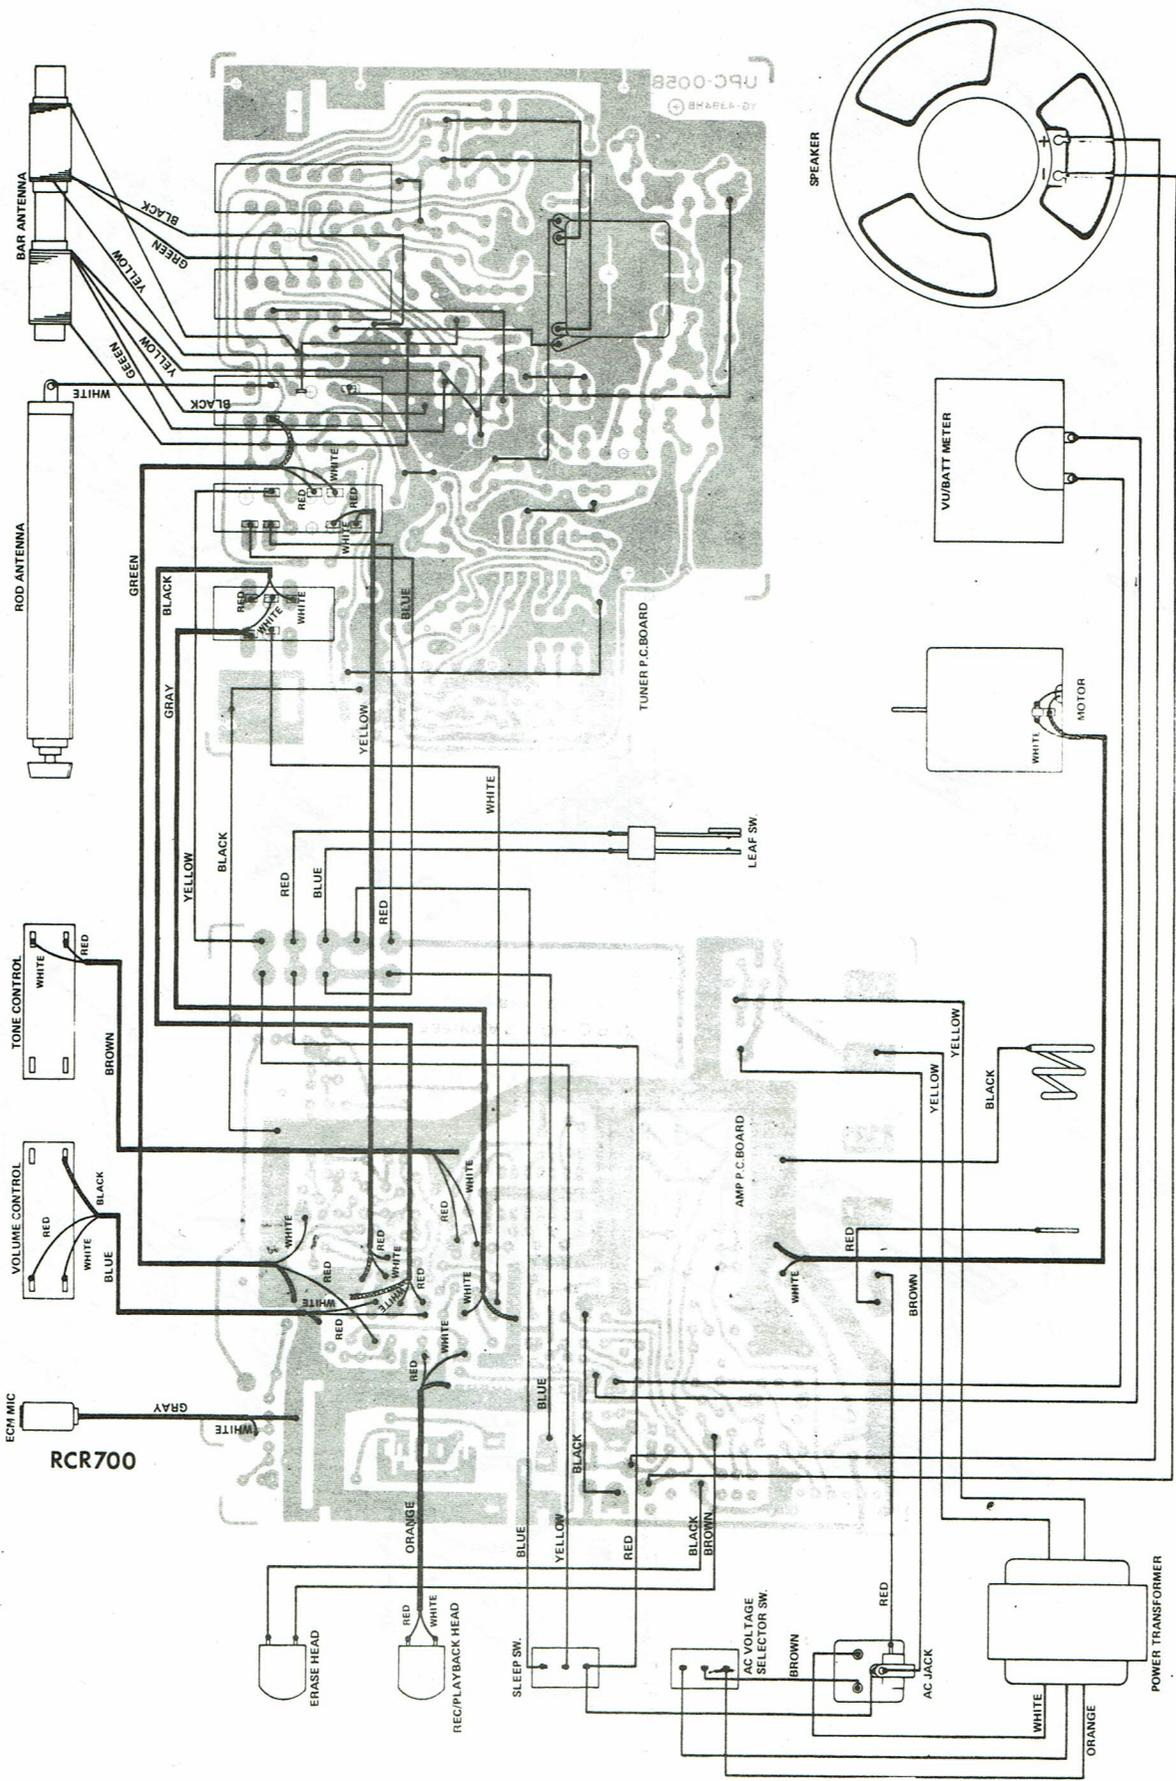 UPC-005B
YG-4394HB
SPEAKER
+
−
BAR ANTENNA
BLACK
GREEN
YELLOW
YELLOW
GEEEN
WHITE
BLACK
ROD ANTENNA
VU/BATT METER
WHITE
RED
RED
WHITE
GREEN
BLACK
RED
WHITE
WHITE
BLUE
TUNER P.C.BOARD
GRAY
YELLOW
MOTOR
WHITE
WHITE
LEAF SW.
YELLOW
BLACK
RED
BLUE
RED
TONE CONTROL
WHITE
RED
BROWN
YELLOW
YELLOW
BLACK
VOLUME CONTROL
RED
BLACK
WHITE
BLUE
AMP P.C.BOARD
WHITE
RED
WHITE
RED
RED
WHITE
WHITE
WHITE
RED
WHITE
RED
RED
WHITE
WHITE
RED
BROWN
ECM MIC
GRAY
WHITE
RCR700
BLUE
BLACK
ORANGE
BLUE
YELLOW
RED
BLACK
BROWN
RED
WHITE
ERASE HEAD
REC/PLAYBACK HEAD
SLEEP SW.
AC VOLTAGE
SELECTOR SW.
BROWN
RED
AC JACK
WHITE
ORANGE
POWER TRANSFORMER